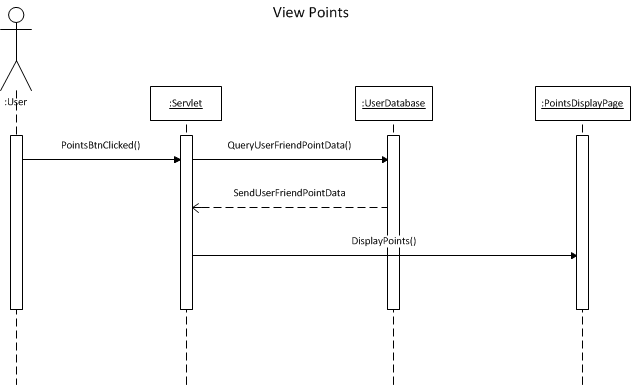 View Points
:User
:Servlet
:UserDatabase
:PointsDisplayPage
PointsBtnClicked()
QueryUserFriendPointData()
SendUserFriendPointData
DisplayPoints()